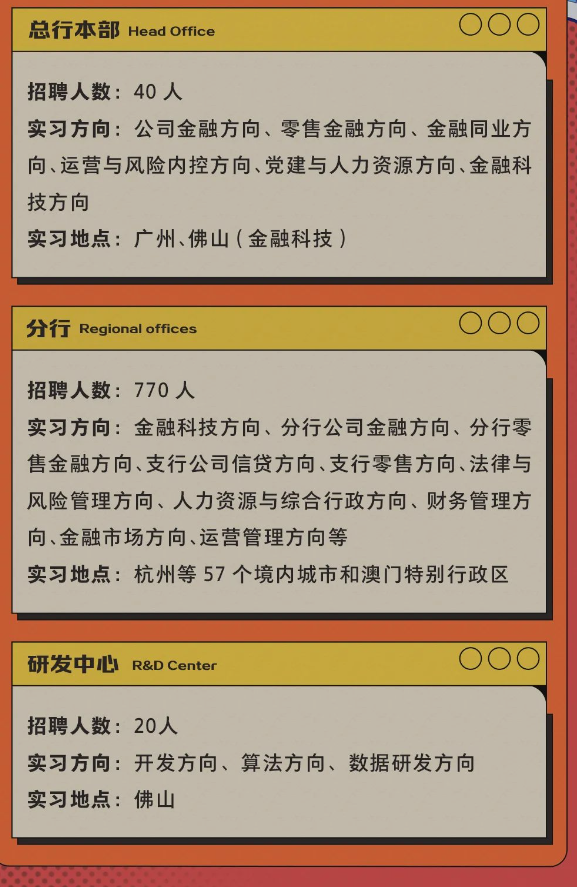 总行本部 Head Office
招聘人数：40 人
实习方向：公司金融方向、零售金融方向、金融同业方
向、运营与风险内控方向、党建与人力资源方向、金融科
技方向
实习地点：广州、佛山（金融科技）
分行 Regional offices
招聘人数：770 人
实习方向：金融科技方向、分行公司金融方向、分行零
售金融方向、支行公司信贷方向、支行零售方向、法律与
风险管理方向、人力资源与综合行政方向、财务管理方
向、金融市场方向、运营管理方向等
实习地点：杭州等 57 个境内城市和澳门特别行政区
研发中心 R&D Center
招聘人数：20人
实习方向：开发方向、算法方向、数据研发方向
实习地点：佛山